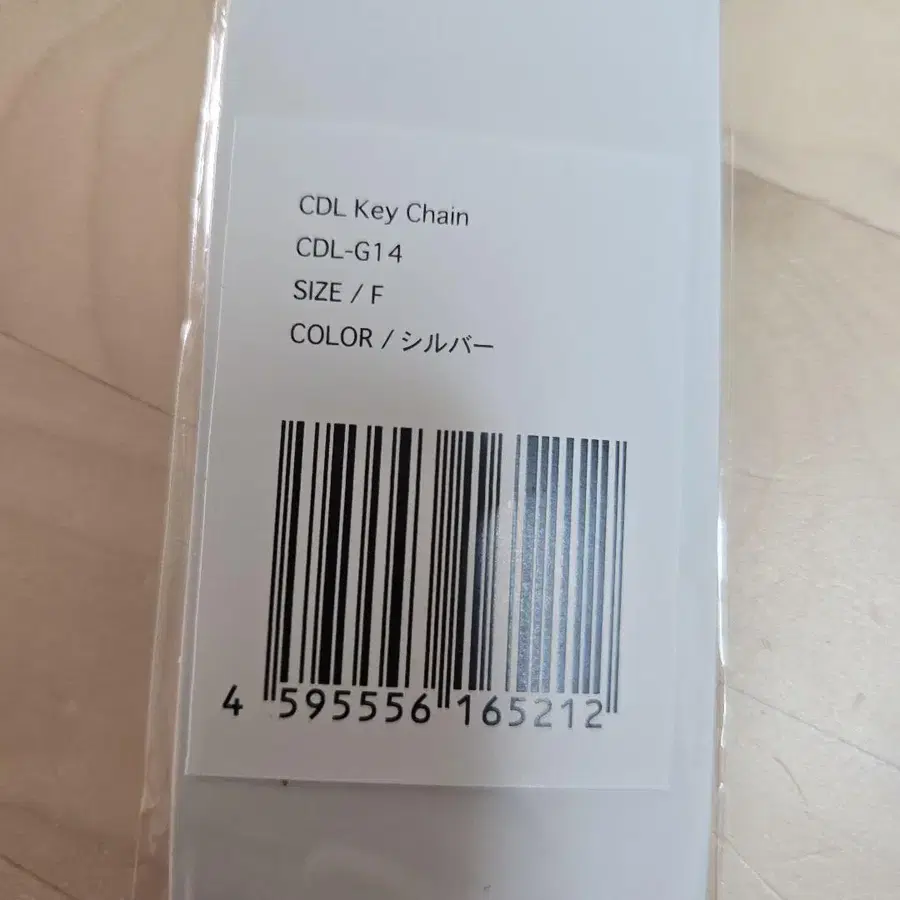 CDL Key Chain
CDL-G14
SIZE / F
COLOR / シルバー
4 595556 165212